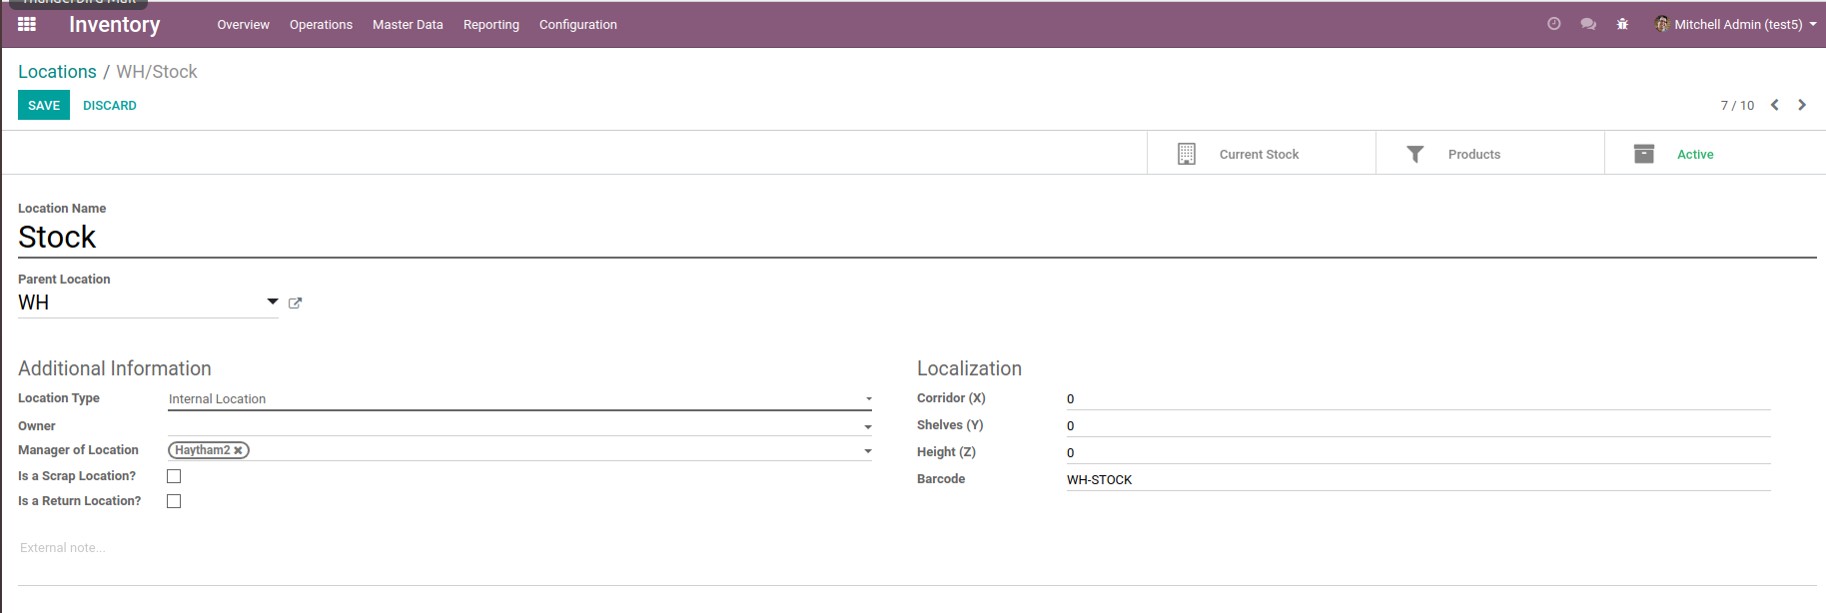 Thunderbird Mail
Inventory Overview Operations Master Data Reporting Configuration Mitchell Admin (test5)
Locations / WH/Stock
SAVE DISCARD 7 / 10
Current Stock Products Active
Location Name
Stock
Parent Location
WH
Additional Information
Location Type Internal Location
Owner
Manager of Location Haytham2
Is a Scrap Location?
Is a Return Location?
External note...
Localization
Corridor (X) 0
Shelves (Y) 0
Height (Z) 0
Barcode WH-STOCK